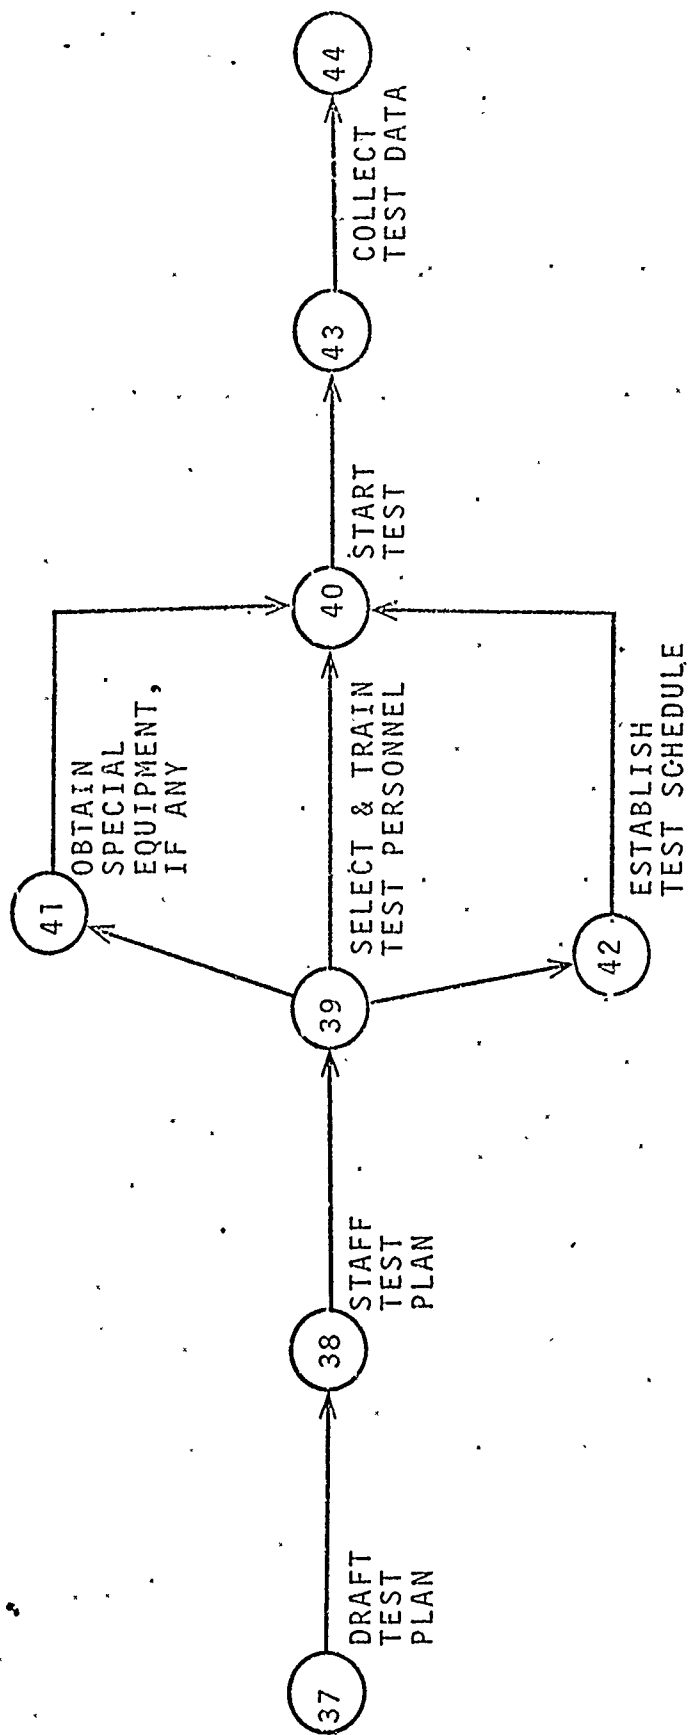 37
DRAFT
TEST
PLAN
38
STAFF
TEST
PLAN
39
SELECT & TRAIN
TEST PERSONNEL
41
OBTAIN
SPECIAL
EQUIPMENT,
IF ANY
42
ESTABLISH
TEST SCHEDULE
40
START
TEST
43
COLLECT
TEST DATA
44